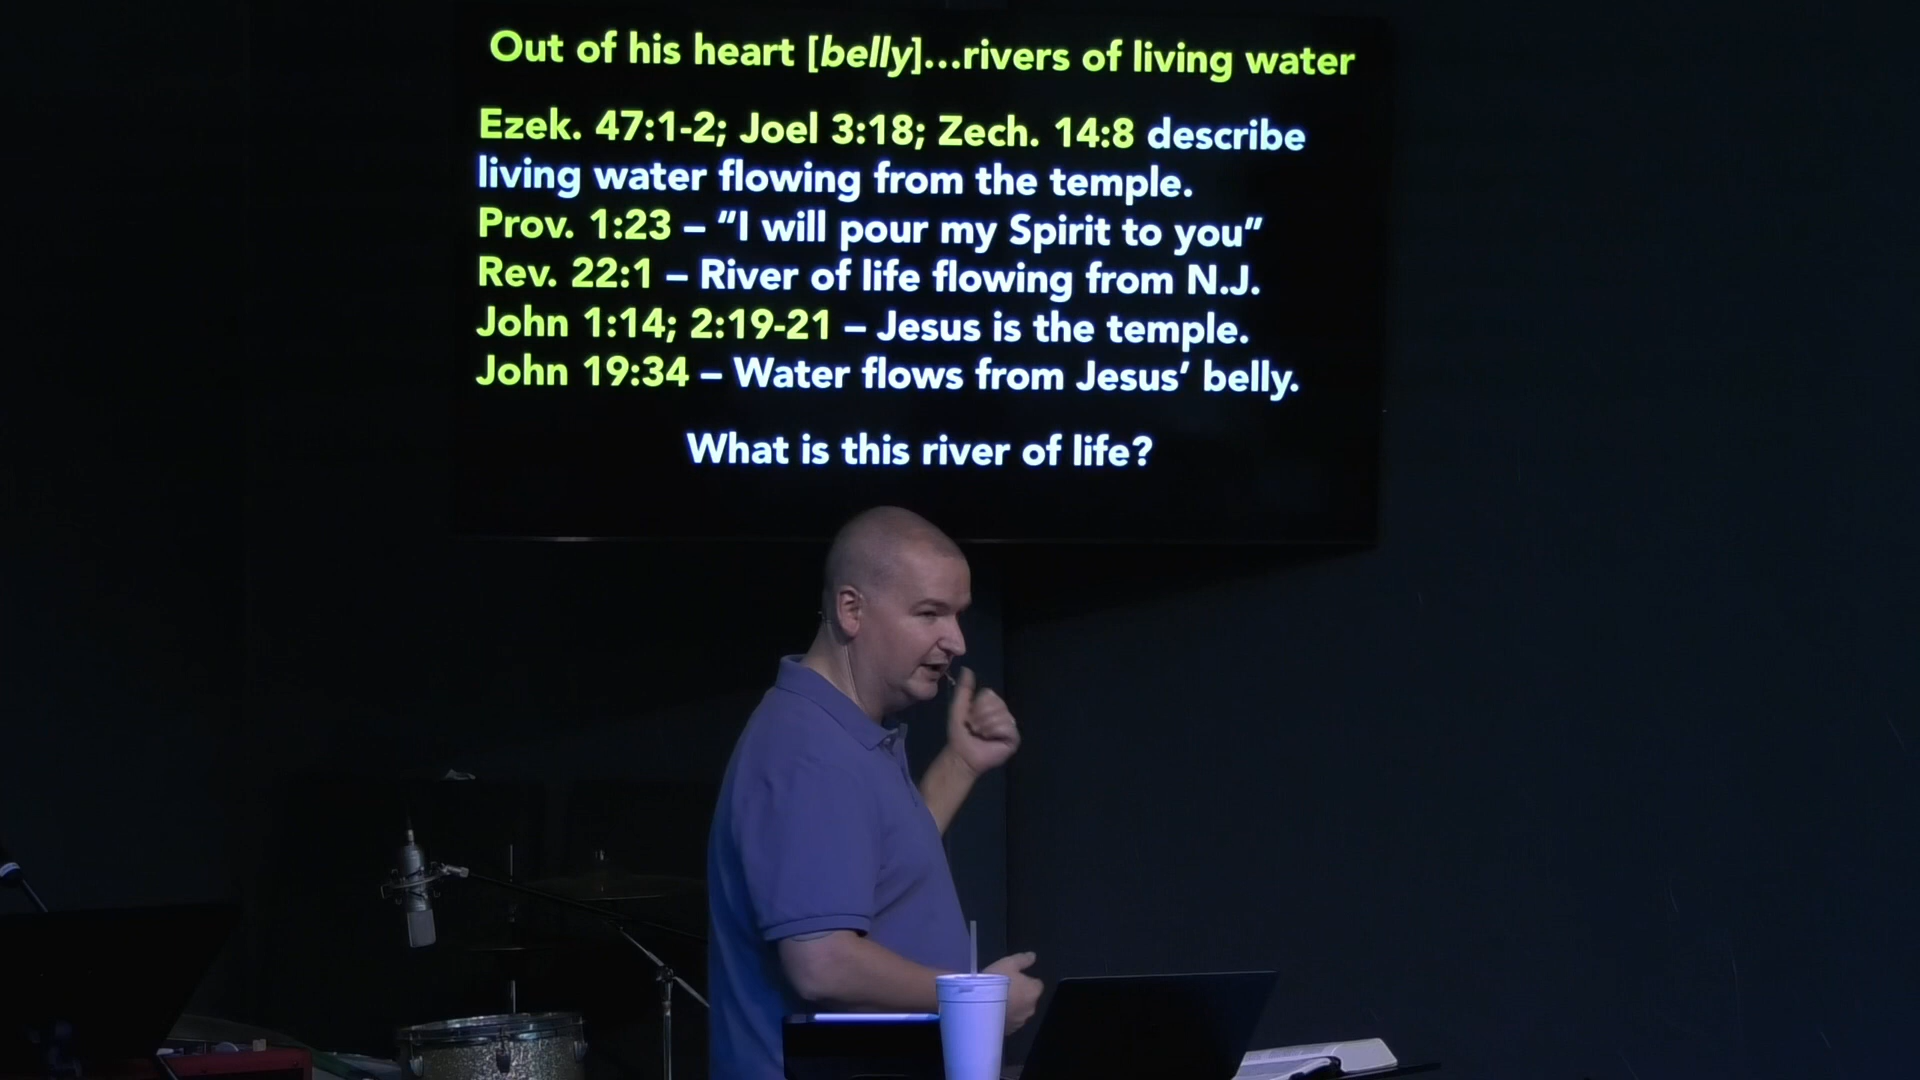 Out of his heart [belly]...rivers of living water
Ezek. 47:1-2; Joel 3:18; Zech. 14:8 describe
living water flowing from the temple.
Prov. 1:23 – "I will pour my Spirit to you"
Rev. 22:1 – River of life flowing from N.J.
John 1:14; 2:19-21 – Jesus is the temple.
John 19:34 – Water flows from Jesus' belly.
What is this river of life?